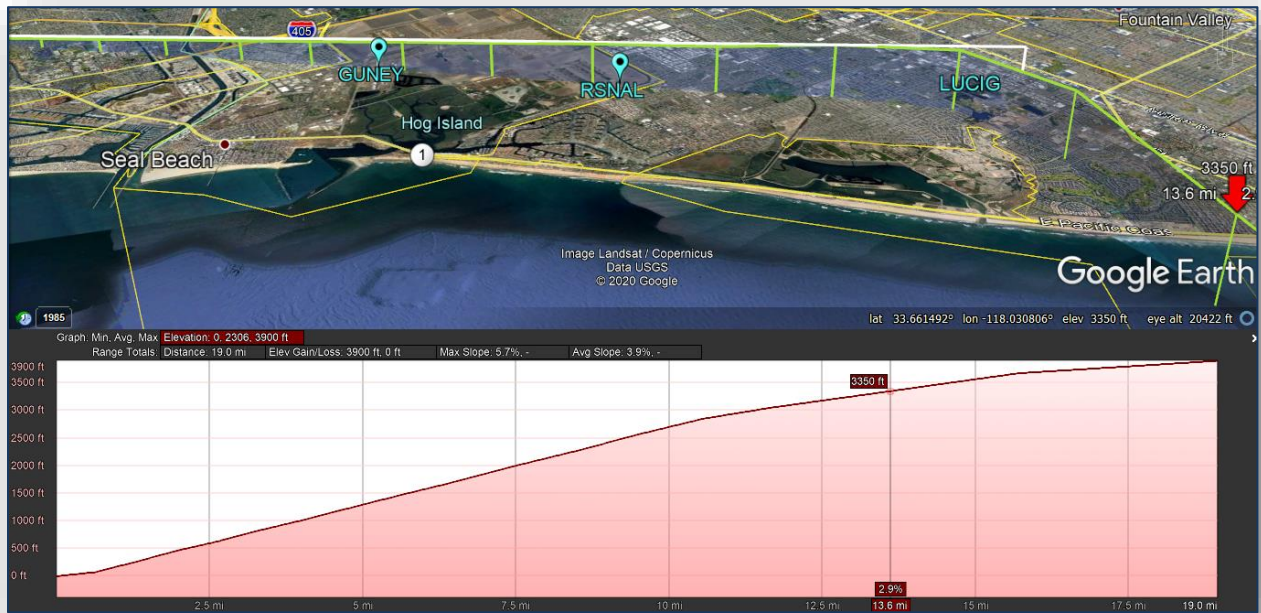 Fountain Valley
405
GUNEY
RSNAL
LUCIG
Hog Island
Seal Beach
1
3350 ft
13.6 mi
2.
E Pacific Coas
Image Landsat / Copernicus
Data USGS
© 2020 Google
Google Earth
1985
lat 33.661492° lon -118.030806° elev 3350 ft eye alt 20422 ft
Graph: Min, Avg, Max Elevation: 0, 2306, 3900 ft
Range Totals: Distance: 19.0 mi Elev Gain/Loss: 3900 ft, 0 ft Max Slope: 5.7%, - Avg Slope: 3.9%, -
3900 ft
3500 ft
3000 ft
2500 ft
2000 ft
1500 ft
1000 ft
500 ft
0 ft
3350 ft
2.9%
2.5 mi 5 mi 7.5 mi 10 mi 12.5 mi 13.6 mi 15 mi 17.5 mi 19.0 mi